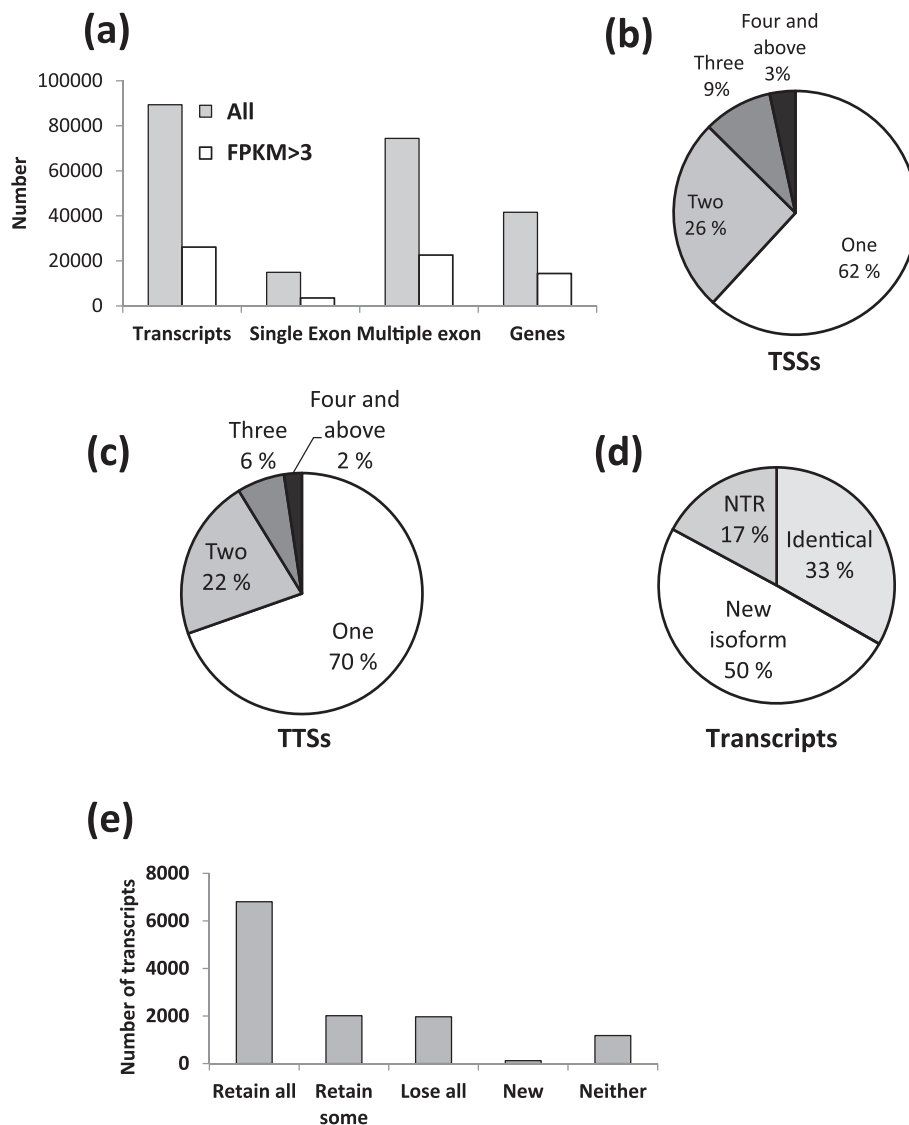 (a)
100000
80000
60000
40000
20000
0
Number
All
FPKM>3
Transcripts Single Exon Multiple exon Genes
(b)
Four and
above
3%
Three
9%
Two
26 %
One
62 %
TSSs
(c)
Four and
above
2 %
Three
6 %
Two
22 %
One
70 %
TTSs
(d)
NTR
17 %
Identical
33 %
New
isoform
50 %
Transcripts
(e)
8000
6000
4000
2000
0
Number of transcripts
Retain all
Retain
some
Lose all
New
Neither